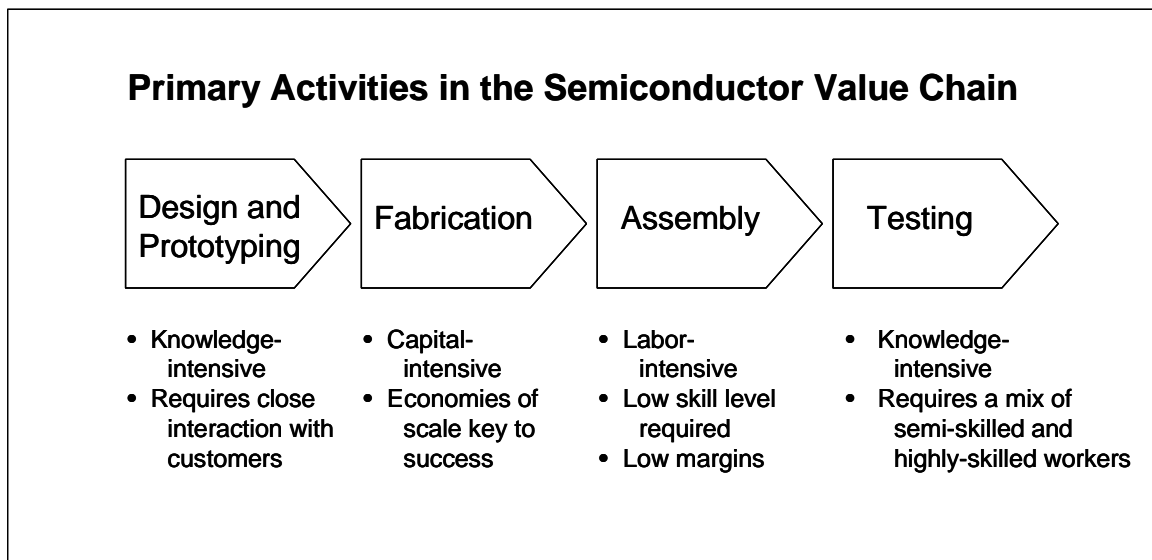 Primary Activities in the Semiconductor Value Chain
Design and
Prototyping
Fabrication
Assembly
Testing
• Knowledge-
intensive
• Requires close
interaction with
customers
• Capital-
intensive
• Economies of
scale key to
success
• Labor-
intensive
• Low skill level
required
• Low margins
• Knowledge-
intensive
• Requires a mix of
semi-skilled and
highly-skilled workers